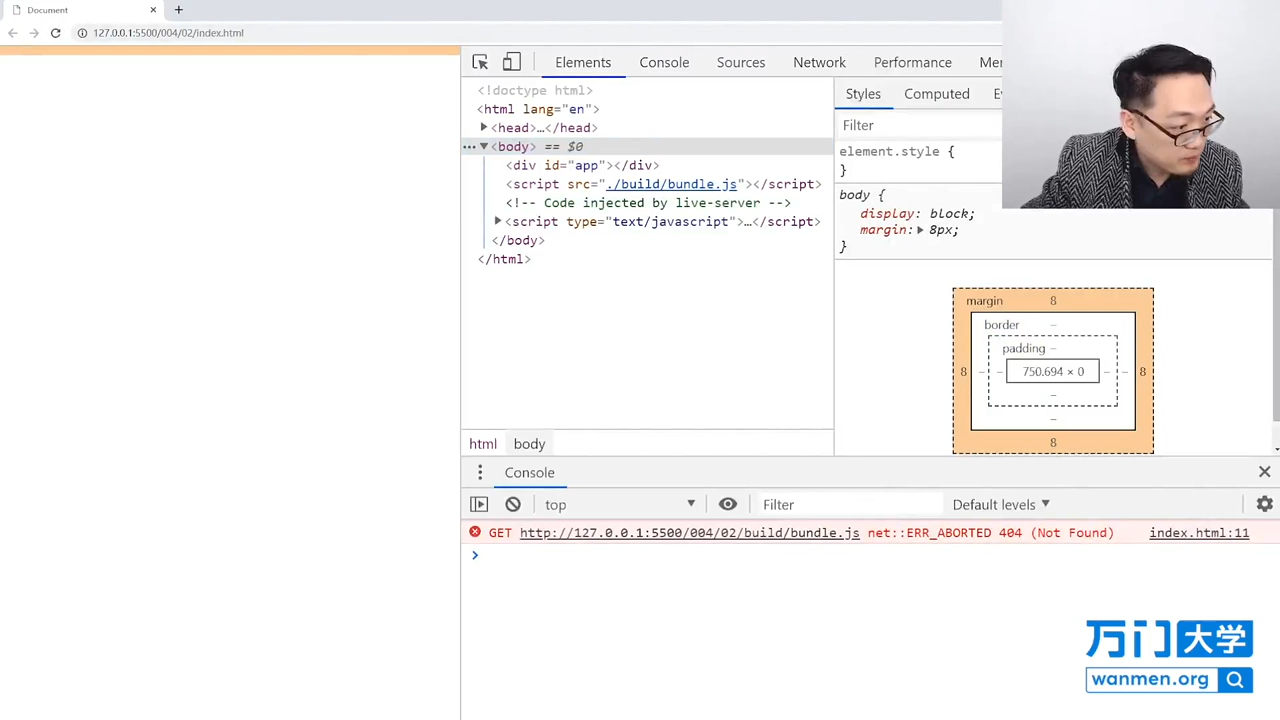 Document
127.0.0.1:5500/004/02/index.html
Elements
Console
Sources
Network
Performance
<!doctype html>
<html lang="en">
<head>…</head>
<body> == $0
<div id="app"></div>
<script src="./build/bundle.js"></script>
<!-- Code injected by live-server -->
<script type="text/javascript">…</script>
</body>
</html>
html body
Styles
Computed
Filter
element.style {
}
body {
display: block;
margin: 8px;
}
margin 8
border –
padding –
8 – – 750.694 × 0 – – 8
–
–
8
Console
top
Filter
Default levels
GET http://127.0.0.1:5500/004/02/build/bundle.js net::ERR_ABORTED 404 (Not Found)
index.html:11
万门大学
wanmen.org